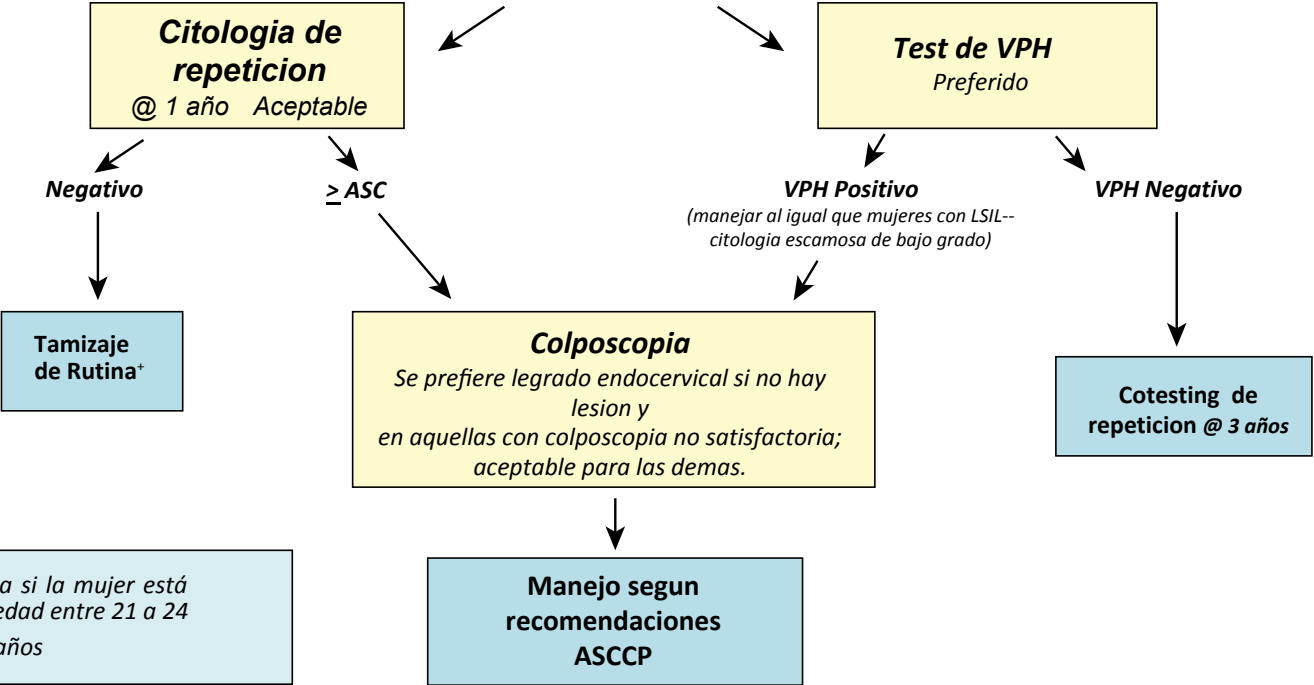 Citologia de
repeticion
@ 1 año Aceptable
Test de VPH
Preferido
Negativo
> ASC
VPH Positivo
(manejar al igual que mujeres con LSIL--
citologia escamosa de bajo grado)
VPH Negativo
Tamizaje
de Rutina+
Colposcopia
Se prefiere legrado endocervical si no hay
lesion y
en aquellas con colposcopia no satisfactoria;
aceptable para las demas.
Cotesting de
repeticion @ 3 años
Manejo segun
recomendaciones
ASCCP
a si la mujer está
edad entre 21 a 24
años